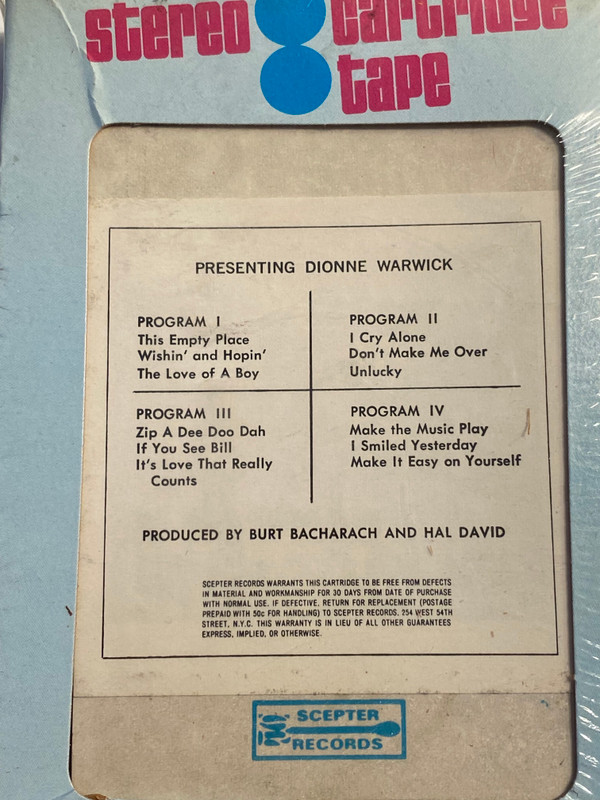 stereo cartridge
tape
PRESENTING DIONNE WARWICK
PROGRAM I
This Empty Place
Wishin' and Hopin'
The Love of A Boy
PROGRAM II
I Cry Alone
Don't Make Me Over
Unlucky
PROGRAM III
Zip A Dee Doo Dah
If You See Bill
It's Love That Really
Counts
PROGRAM IV
Make the Music Play
I Smiled Yesterday
Make It Easy on Yourself
PRODUCED BY BURT BACHARACH AND HAL DAVID
SCEPTER RECORDS WARRANTS THIS CARTRIDGE TO BE FREE FROM DEFECTS
IN MATERIAL AND WORKMANSHIP FOR 30 DAYS FROM DATE OF PURCHASE
WITH NORMAL USE. IF DEFECTIVE, RETURN FOR REPLACEMENT (POSTAGE
PREPAID WITH 50c FOR HANDLING) TO SCEPTER RECORDS, 254 WEST 54TH
STREET, N.Y.C. THIS WARRANTY IS IN LIEU OF ALL OTHER GUARANTEES
EXPRESS, IMPLIED, OR OTHERWISE.
SCEPTER
RECORDS